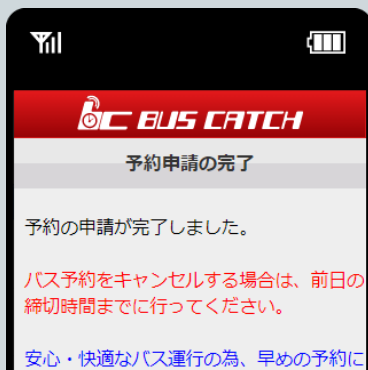 BUS CATCH
予約申請の完了
予約の申請が完了しました。
バス予約をキャンセルする場合は、前日の
締切時間までに行ってください。
安心・快適なバス運行の為、早めの予約に